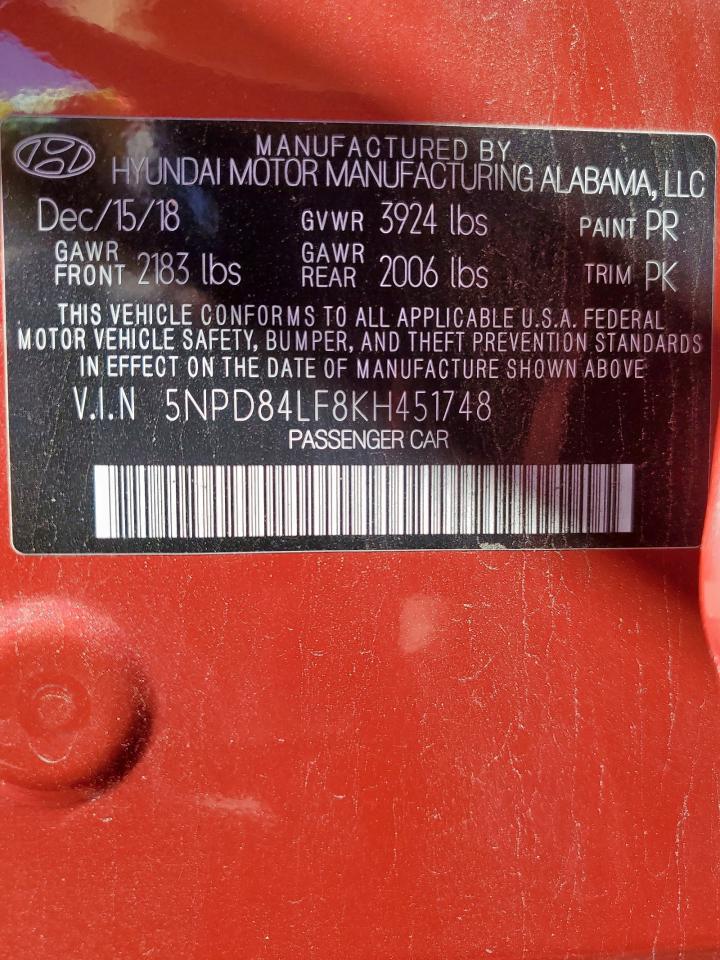 MANUFACTURED BY
HYUNDAI MOTOR MANUFACTURING ALABAMA, LLC
Dec/15/18 GVWR 3924 lbs PAINT PR
GAWR FRONT 2183 lbs GAWR REAR 2006 lbs TRIM PK
THIS VEHICLE CONFORMS TO ALL APPLICABLE U.S.A. FEDERAL
MOTOR VEHICLE SAFETY, BUMPER, AND THEFT PREVENTION STANDARDS
IN EFFECT ON THE DATE OF MANUFACTURE SHOWN ABOVE
V.I.N 5NPD84LF8KH451748
PASSENGER CAR